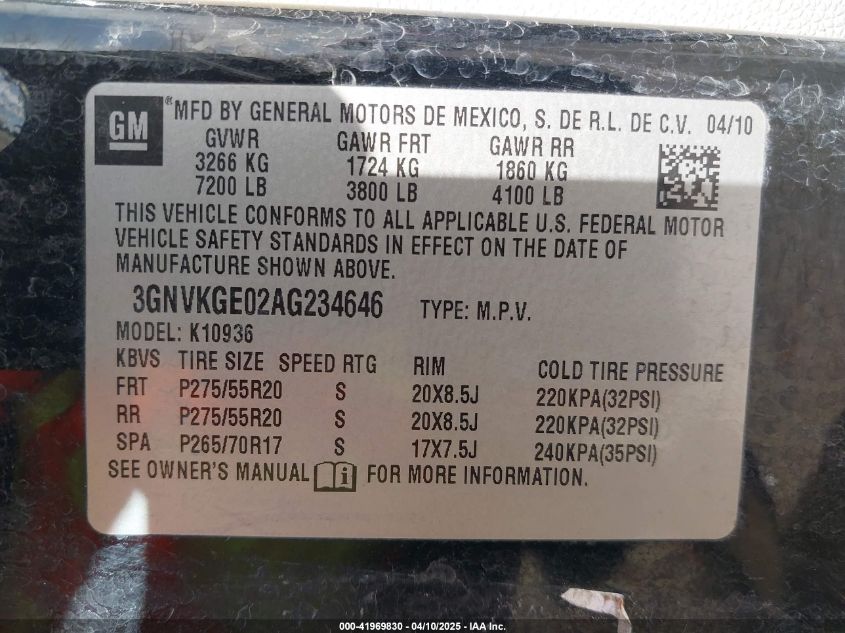 GM ® MFD BY GENERAL MOTORS DE MEXICO, S. DE R.L. DE C.V. 04/10
GVWR GAWR FRT GAWR RR
3266 KG 1724 KG 1860 KG
7200 LB 3800 LB 4100 LB
THIS VEHICLE CONFORMS TO ALL APPLICABLE U.S. FEDERAL MOTOR
VEHICLE SAFETY STANDARDS IN EFFECT ON THE DATE OF
MANUFACTURE SHOWN ABOVE.
3GNVKGE02AG234646 TYPE: M.P.V.
MODEL: K10936
KBVS TIRE SIZE SPEED RTG RIM COLD TIRE PRESSURE
FRT P275/55R20 S 20X8.5J 220KPA(32PSI)
RR P275/55R20 S 20X8.5J 220KPA(32PSI)
SPA P265/70R17 S 17X7.5J 240KPA(35PSI)
SEE OWNER'S MANUAL i FOR MORE INFORMATION.
000-41969830 - 04/10/2025 - IAA Inc.